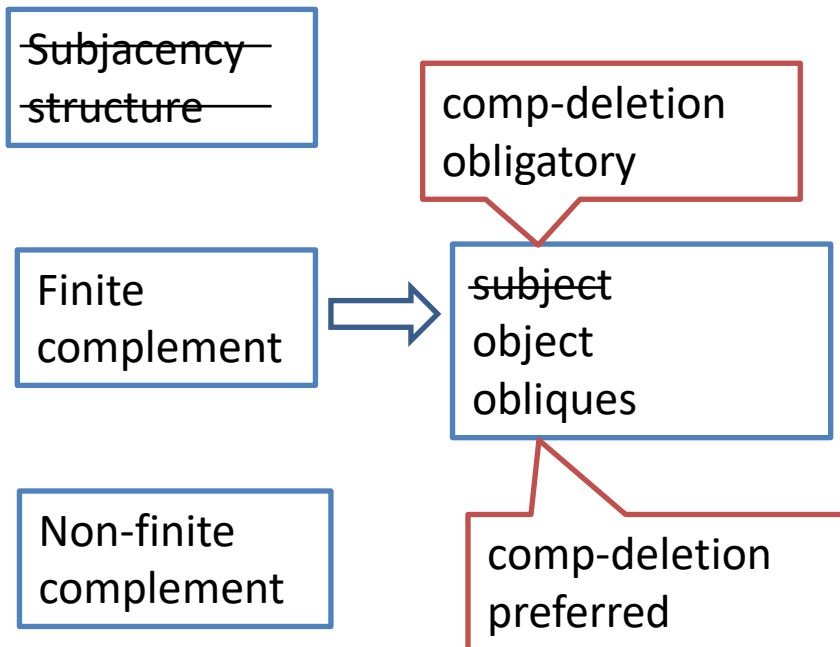 Subjacency
structure
comp-deletion
obligatory
Finite
complement
subject
object
obliques
Non-finite
complement
comp-deletion
preferred